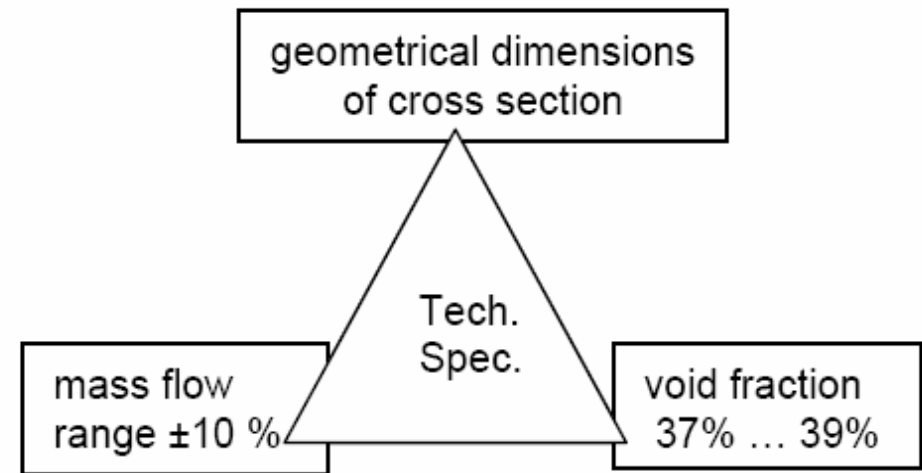 geometrical dimensions
of cross section
Tech.
Spec.
mass flow
range ±10 %
void fraction
37% ... 39%